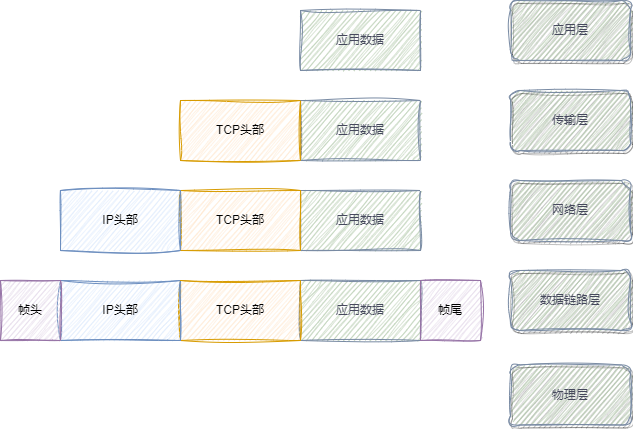 应用数据
应用层
TCP头部
应用数据
传输层
IP头部
TCP头部
应用数据
网络层
帧头
IP头部
TCP头部
应用数据
帧尾
数据链路层
物理层